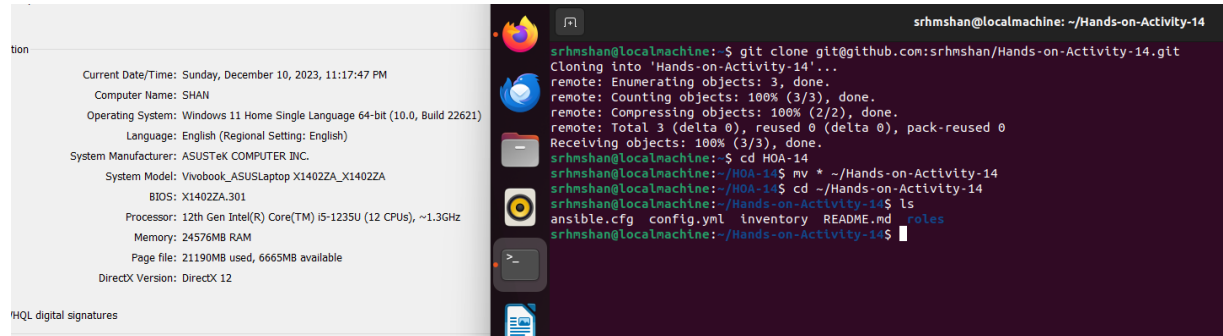 tion
Current Date/Time: Sunday, December 10, 2023, 11:17:47 PM
Computer Name: SHAN
Operating System: Windows 11 Home Single Language 64-bit (10.0, Build 22621)
Language: English (Regional Setting: English)
System Manufacturer: ASUSTeK COMPUTER INC.
System Model: Vivobook_ASUSLaptop X1402ZA_X1402ZA
BIOS: X1402ZA.301
Processor: 12th Gen Intel(R) Core(TM) i5-1235U (12 CPUs), ~1.3GHz
Memory: 24576MB RAM
Page file: 21190MB used, 6665MB available
DirectX Version: DirectX 12
/HQL digital signatures
srhmshan@localmachine: ~/Hands-on-Activity-14
srhmshan@localmachine:~$ git clone git@github.com:srhmshan/Hands-on-Activity-14.git
Cloning into 'Hands-on-Activity-14'...
remote: Enumerating objects: 3, done.
remote: Counting objects: 100% (3/3), done.
remote: Compressing objects: 100% (2/2), done.
remote: Total 3 (delta 0), reused 0 (delta 0), pack-reused 0
Receiving objects: 100% (3/3), done.
srhmshan@localmachine:~$ cd HOA-14
srhmshan@localmachine:~/HOA-14$ mv * ~/Hands-on-Activity-14
srhmshan@localmachine:~/HOA-14$ cd ~/Hands-on-Activity-14
srhmshan@localmachine:~/Hands-on-Activity-14$ ls
ansible.cfg config.yml inventory README.md roles
srhmshan@localmachine:~/Hands-on-Activity-14$